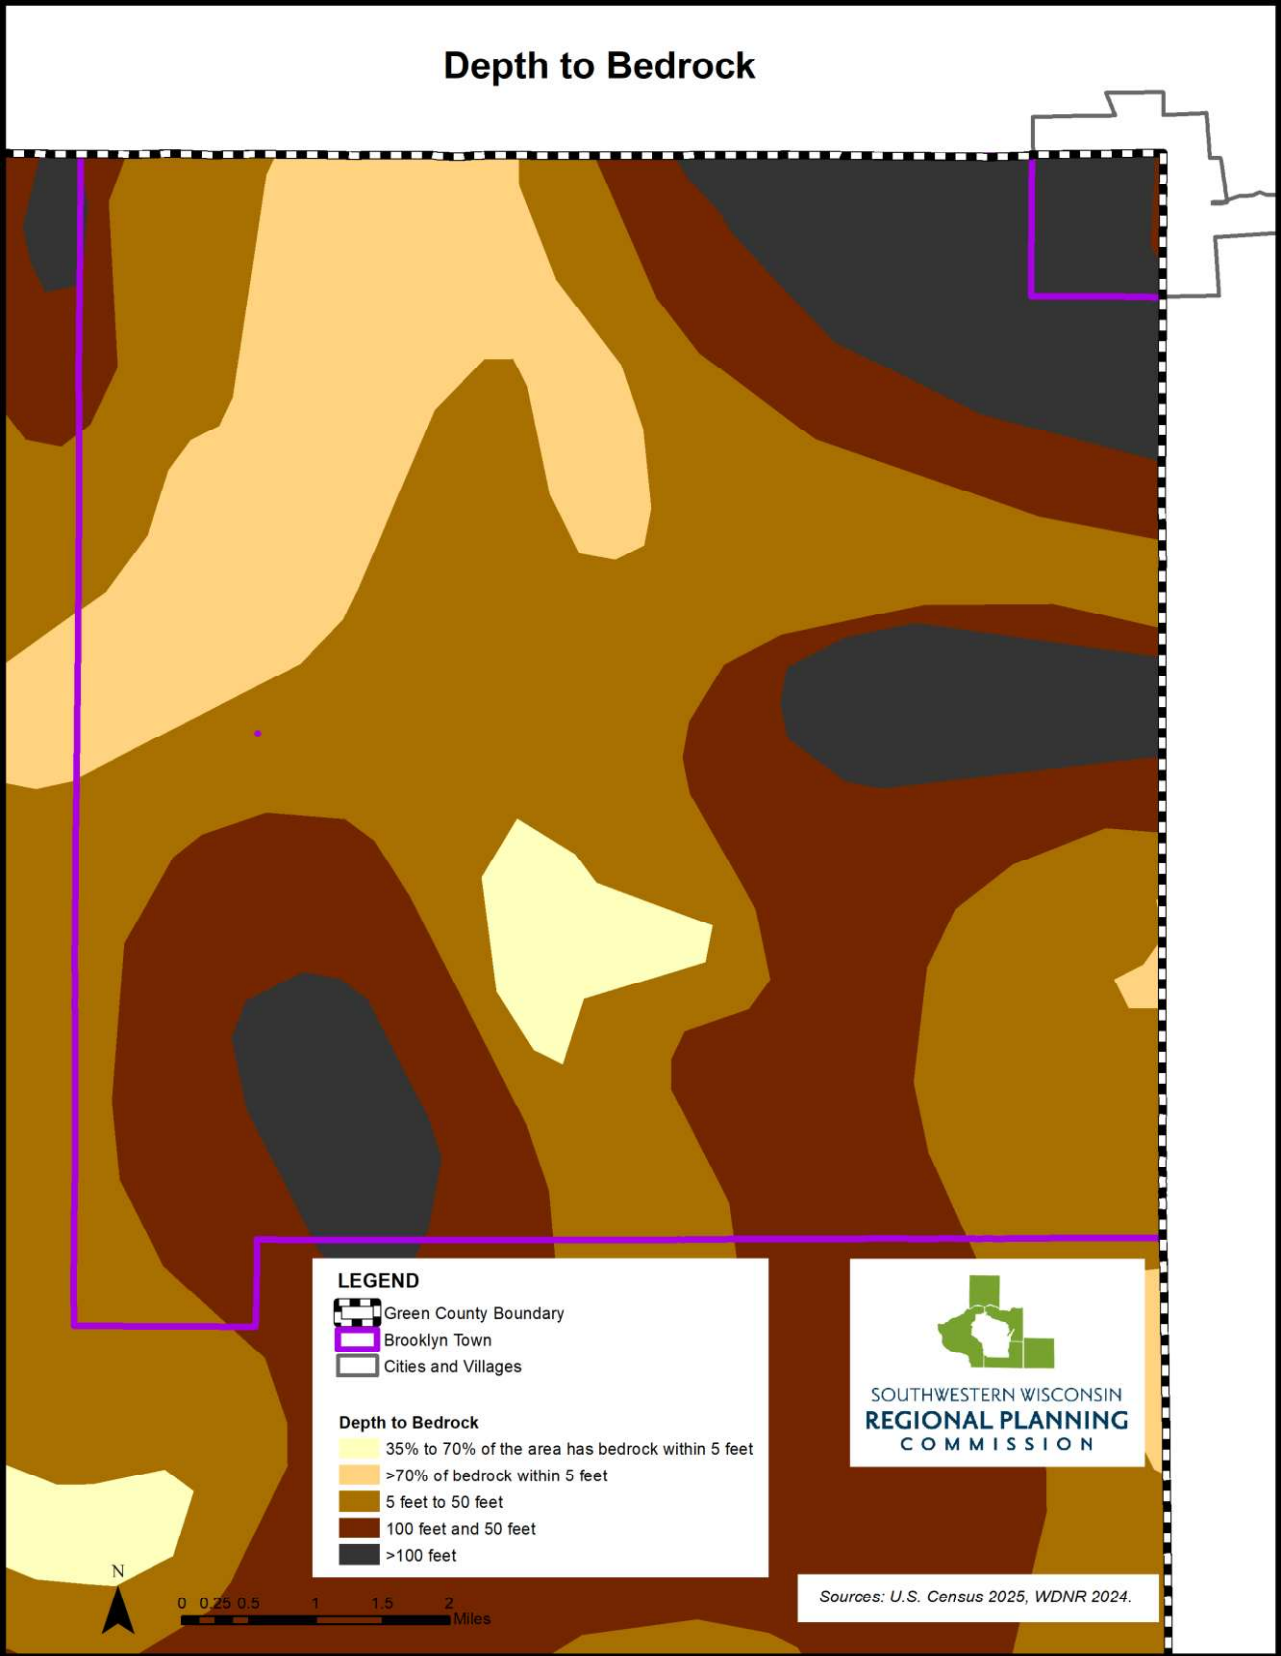 Depth to Bedrock
LEGEND
Green County Boundary
Brooklyn Town
Cities and Villages
Depth to Bedrock
35% to 70% of the area has bedrock within 5 feet
>70% of bedrock within 5 feet
5 feet to 50 feet
100 feet and 50 feet
>100 feet
SOUTHWESTERN WISCONSIN
REGIONAL PLANNING
COMMISSION
N
0 0.25 0.5 1 1.5 2
Miles
Sources: U.S. Census 2025, WDNR 2024.